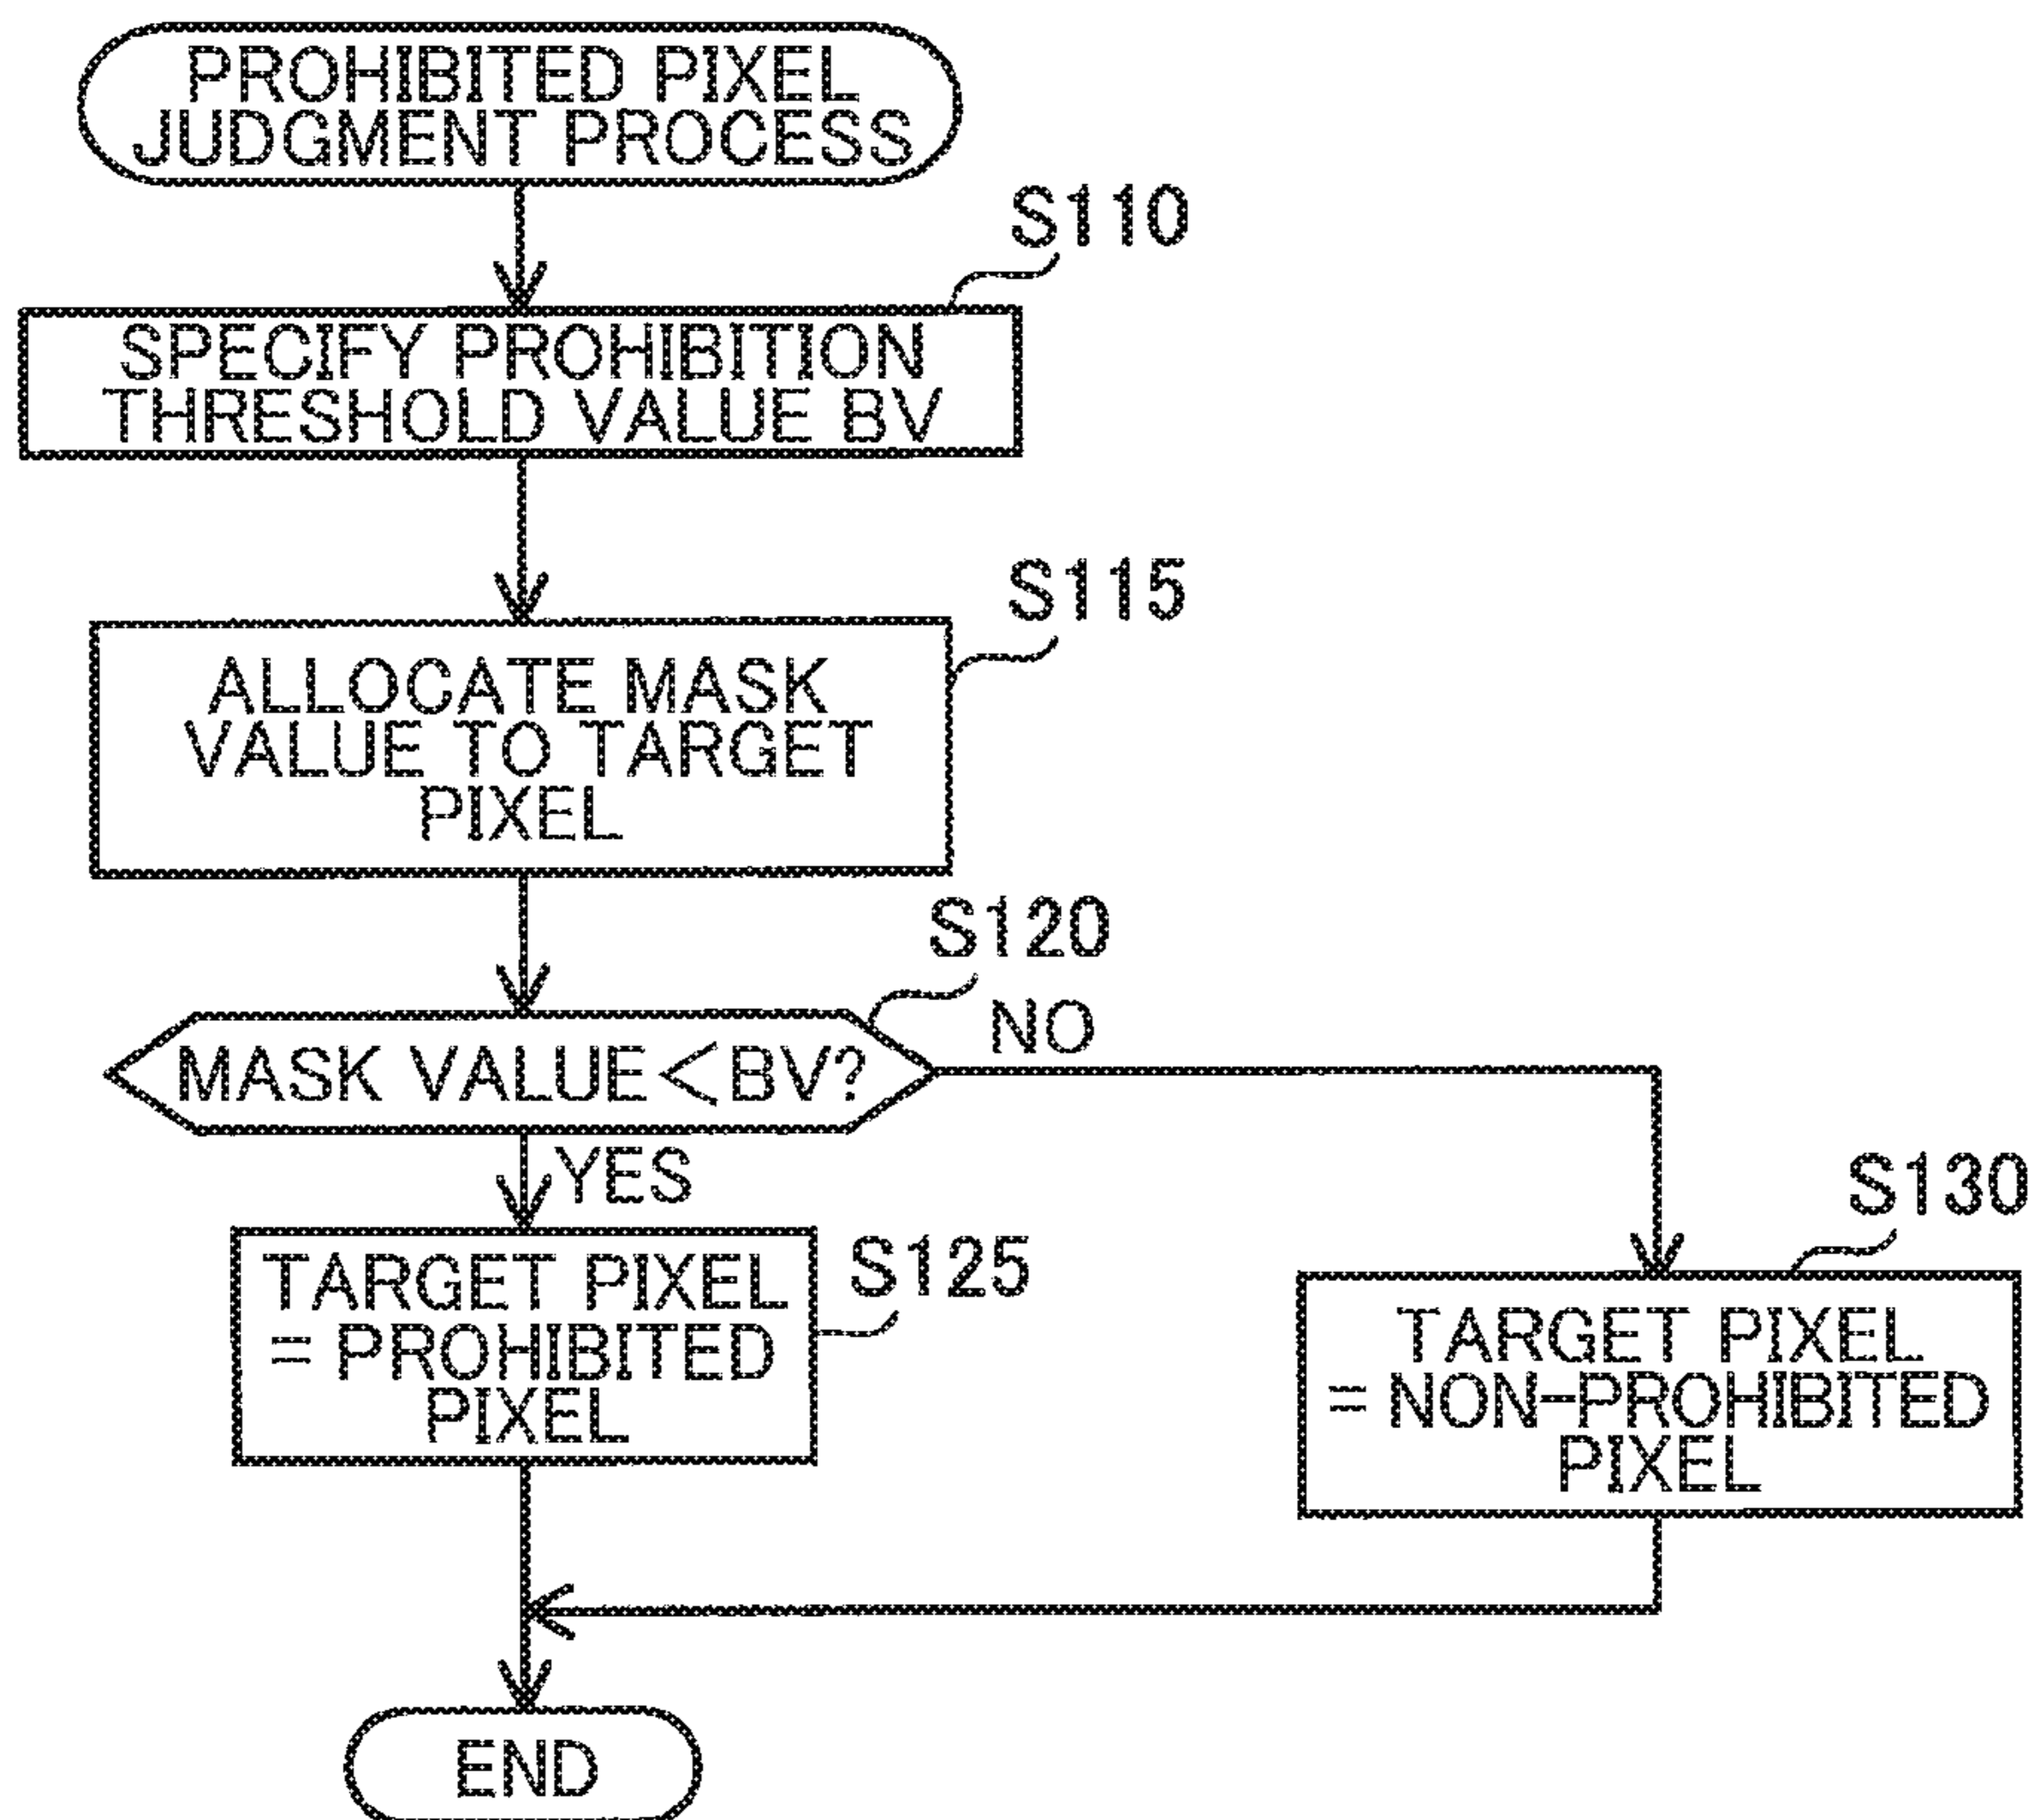 PROHIBITED PIXEL
JUDGMENT PROCESS
S110
SPECIFY PROHIBITION
THRESHOLD VALUE BV
S115
ALLOCATE MASK
VALUE TO TARGET
PIXEL
S120
MASK VALUE<BV?
NO
YES
S125
TARGET PIXEL
= PROHIBITED
PIXEL
S130
TARGET PIXEL
= NON-PROHIBITED
PIXEL
END